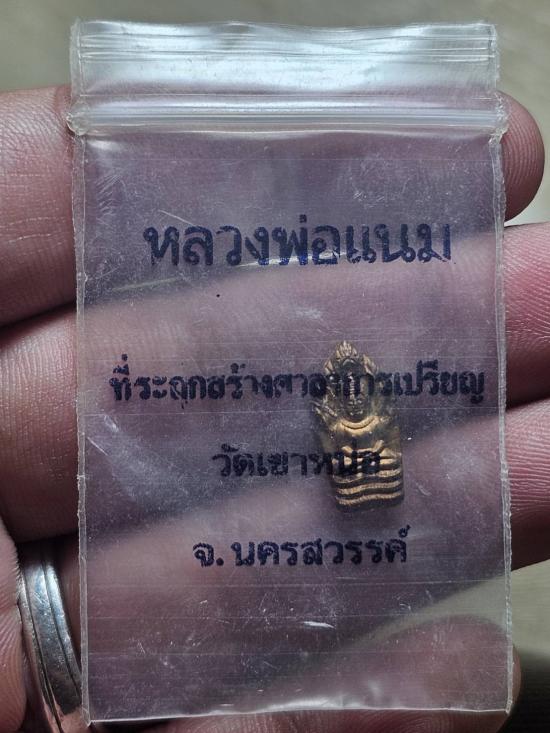 หลวงพ่อแนม
ที่ระฤกสร้างศาลาการเปรียญ
วัดเขาหน่อ
จ.นครสวรรค์